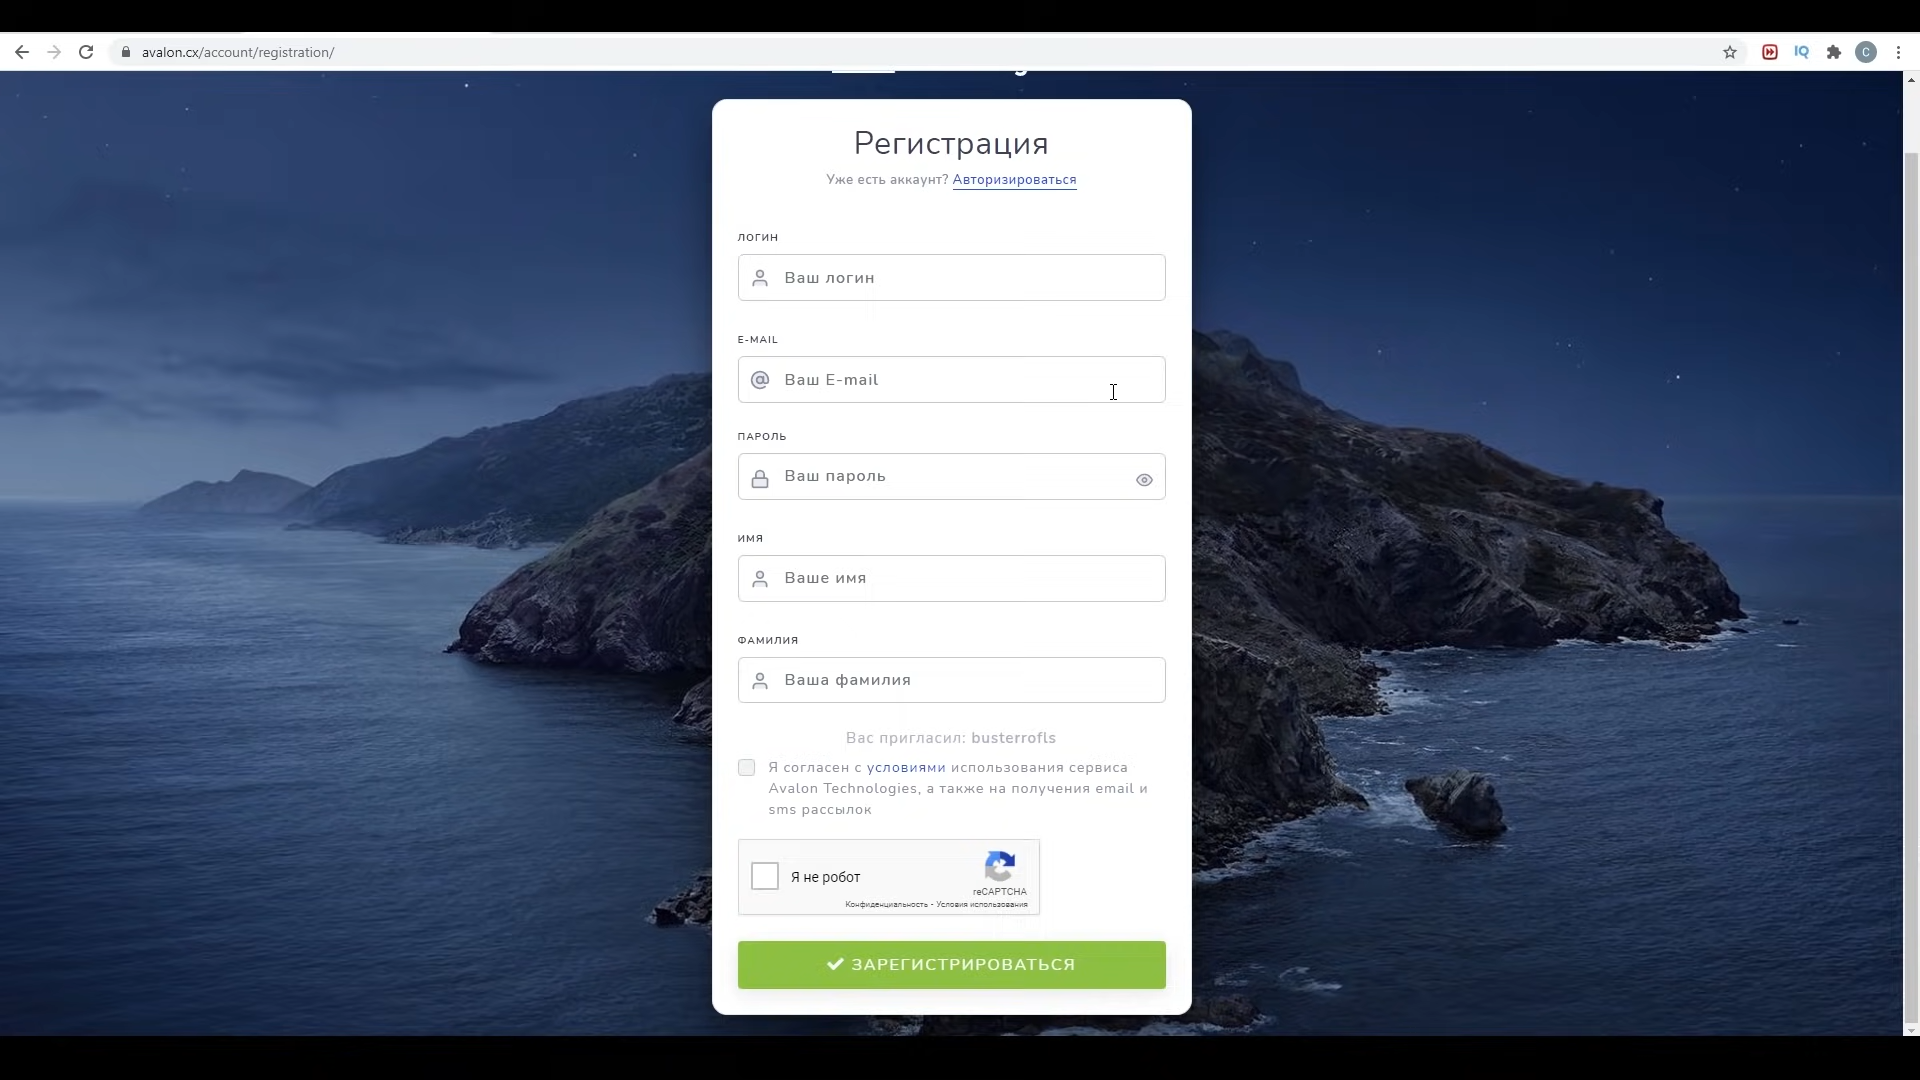 avalon.cx/account/registration/
IQ
C
Регистрация
Уже есть аккаунт? Авторизироваться
ЛОГИН
Ваш логин
E-MAIL
Ваш E-mail
ПАРОЛЬ
Ваш пароль
ИМЯ
Ваше имя
ФАМИЛИЯ
Ваша фамилия
Вас пригласил: busterrofls
Я согласен с условиями использования сервиса
Avalon Technologies, а также на получения email и
sms рассылок
Я не робот
reCAPTCHA
Конфиденциальность - Условия использования
ЗАРЕГИСТРИРОВАТЬСЯ